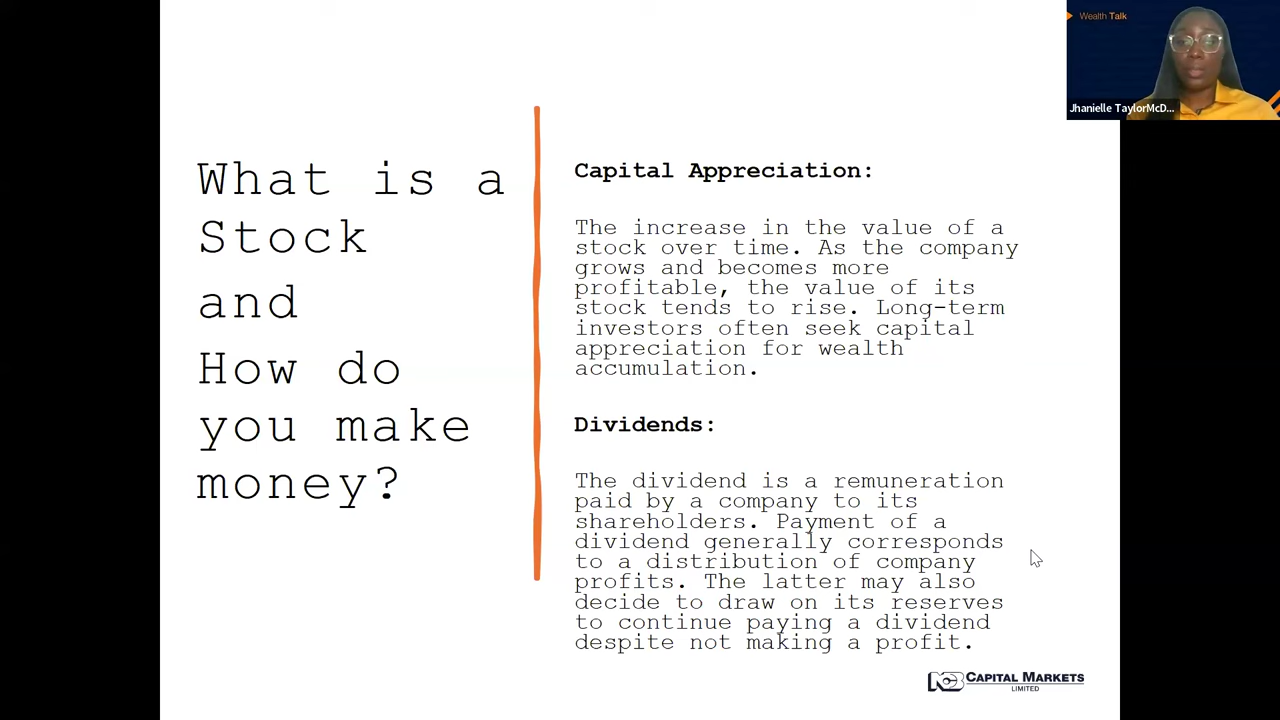 What is a
Stock
and
How do
you make
money?
Capital Appreciation:
The increase in the value of a
stock over time. As the company
grows and becomes more
profitable, the value of its
stock tends to rise. Long-term
investors often seek capital
appreciation for wealth
accumulation.
Dividends:
The dividend is a remuneration
paid by a company to its
shareholders. Payment of a
dividend generally corresponds
to a distribution of company
profits. The latter may also
decide to draw on its reserves
to continue paying a dividend
despite not making a profit.
NCB CAPITAL MARKETS
LIMITED
Wealth Talk
Jhanielle TaylorMcD...